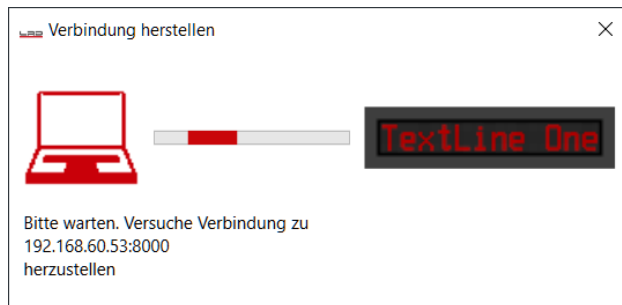 Verbindung herstellen
TextLine One
Bitte warten. Versuche Verbindung zu
192.168.60.53:8000
herzustellen